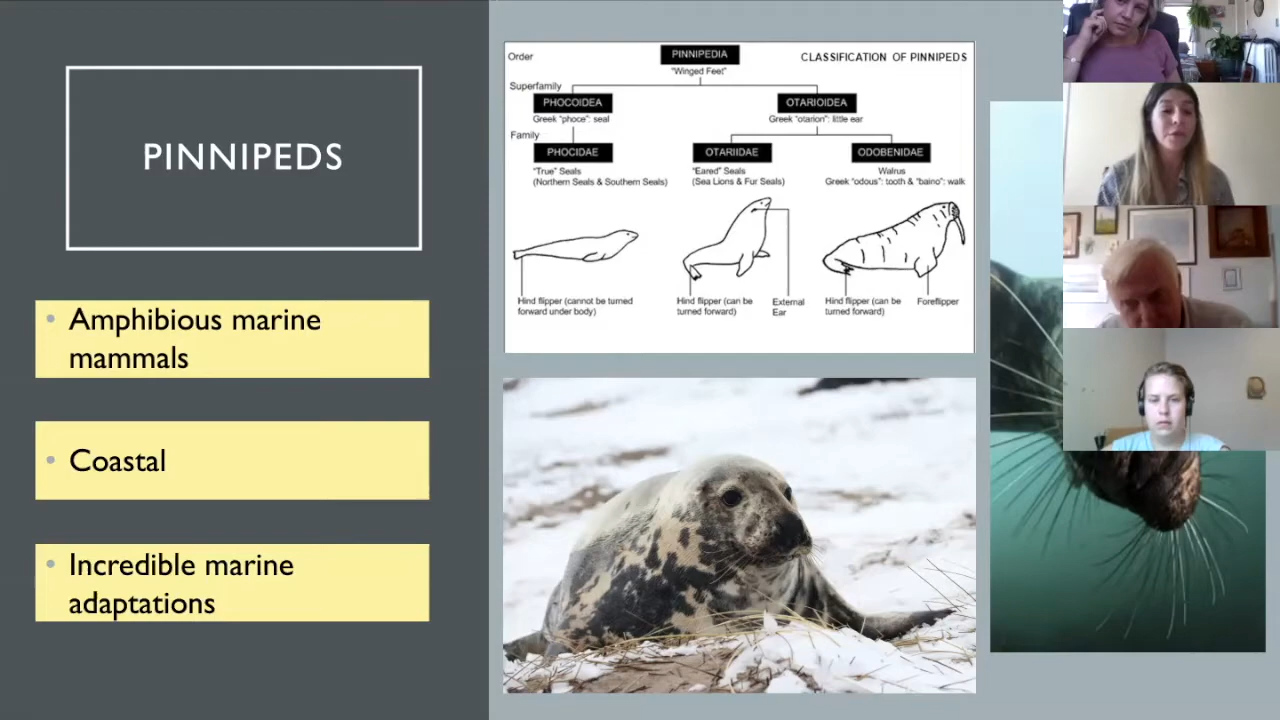 PINNIPEDS
• Amphibious marine
mammals
• Coastal
• Incredible marine
adaptations
Order
PINNIPEDIA
CLASSIFICATION OF PINNIPEDS
"Winged Feet"
Superfamily
PHOCOIDEA
OTARIOIDEA
Greek "phoce": seal
Greek "otarion": little ear
Family
PHOCIDAE
OTARIIDAE
ODOBENIDAE
"True" Seals
(Northern Seals & Southern Seals)
"Eared" Seals
(Sea Lions & Fur Seals)
Walrus
Greek "odous": tooth & "baino": walk
Hind flipper (cannot be turned
forward under body)
Hind flipper (can be
turned forward)
External
Ear
Hind flipper (can be
turned forward)
Foreflipper